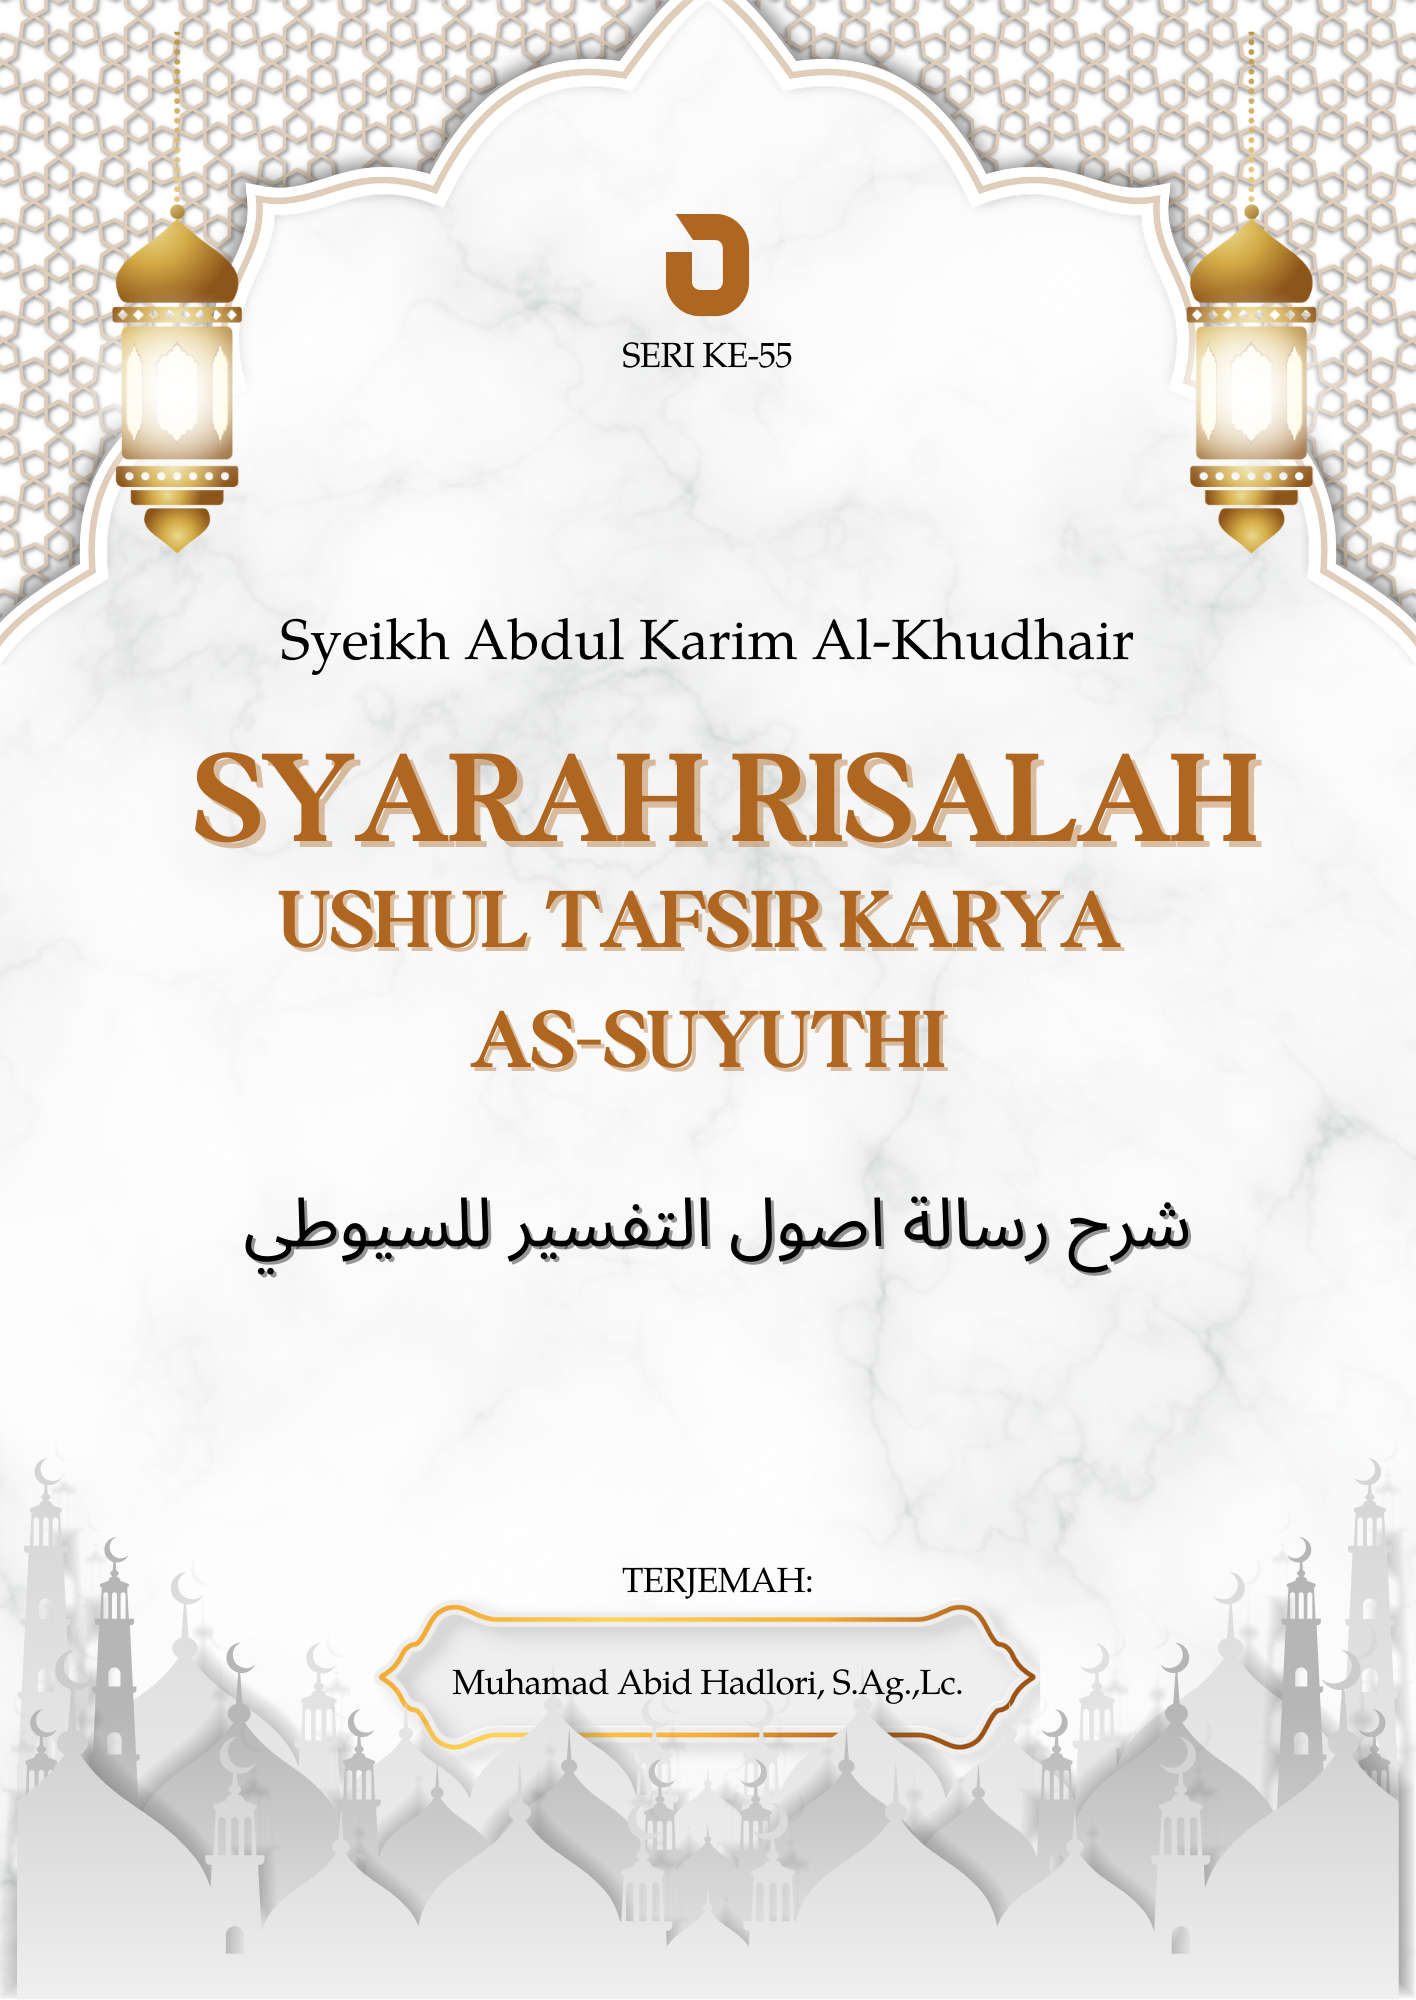 SERI KE-55
Syeikh Abdul Karim Al-Khudhair
SYARAH RISALAH
USHUL TAFSIR KARYA
AS-SUYUTHI
شرح رسالة اصول التفسير للسيوطي
TERJEMAH:
Muhamad Abid Hadlori, S.Ag.,Lc.